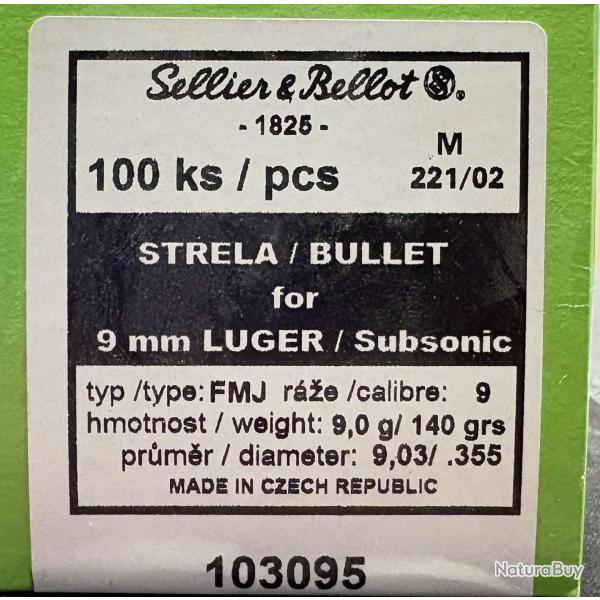 Sellier & Bellot S&B.
- 1825 -
100 ks / pcs
M
221/02
STRELA / BULLET
for
9 mm LUGER / Subsonic
typ /type: FMJ ráže /calibre: 9
hmotnost / weight: 9,0 g/ 140 grs
průměr / diameter: 9,03/ .355
MADE IN CZECH REPUBLIC
103095
NaturaBuy